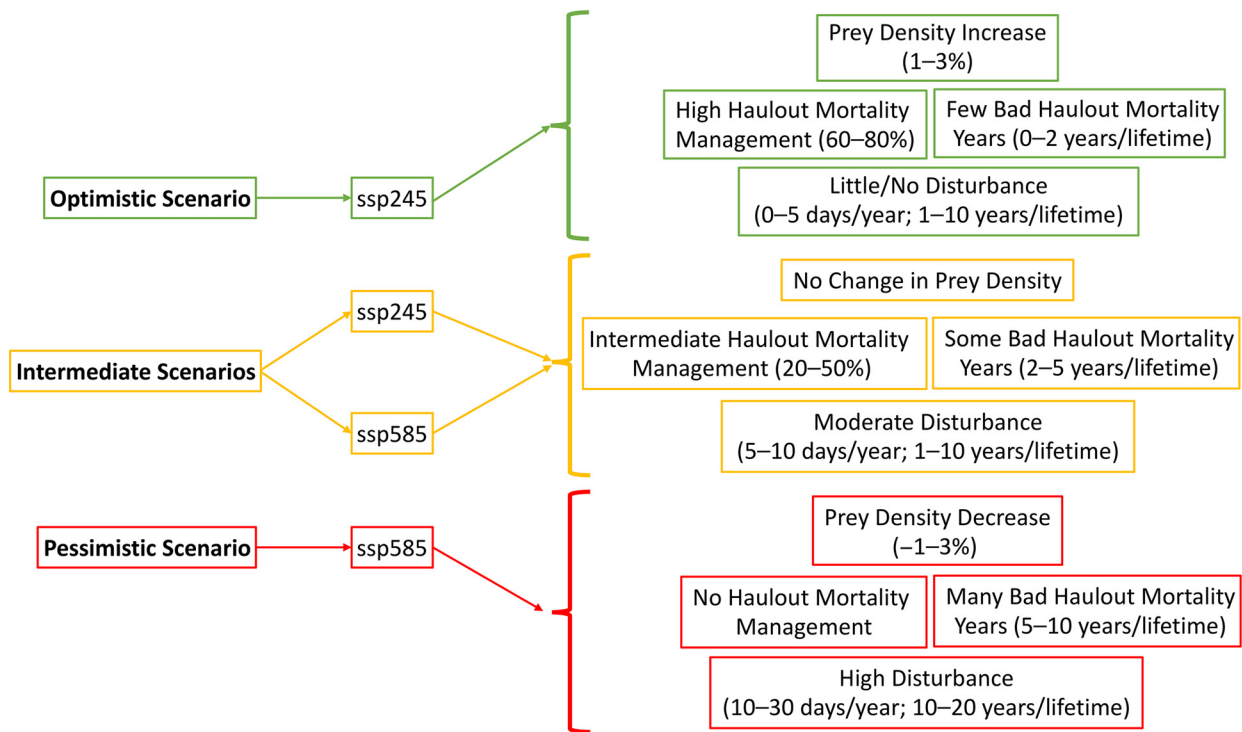 Optimistic Scenario
ssp245
Prey Density Increase
(1–3%)
High Haulout Mortality
Management (60–80%)
Few Bad Haulout Mortality
Years (0–2 years/lifetime)
Little/No Disturbance
(0–5 days/year; 1–10 years/lifetime)
Intermediate Scenarios
ssp245
ssp585
No Change in Prey Density
Intermediate Haulout Mortality
Management (20–50%)
Some Bad Haulout Mortality
Years (2–5 years/lifetime)
Moderate Disturbance
(5–10 days/year; 1–10 years/lifetime)
Pessimistic Scenario
ssp585
Prey Density Decrease
(–1–3%)
No Haulout Mortality
Management
Many Bad Haulout Mortality
Years (5–10 years/lifetime)
High Disturbance
(10–30 days/year; 10–20 years/lifetime)